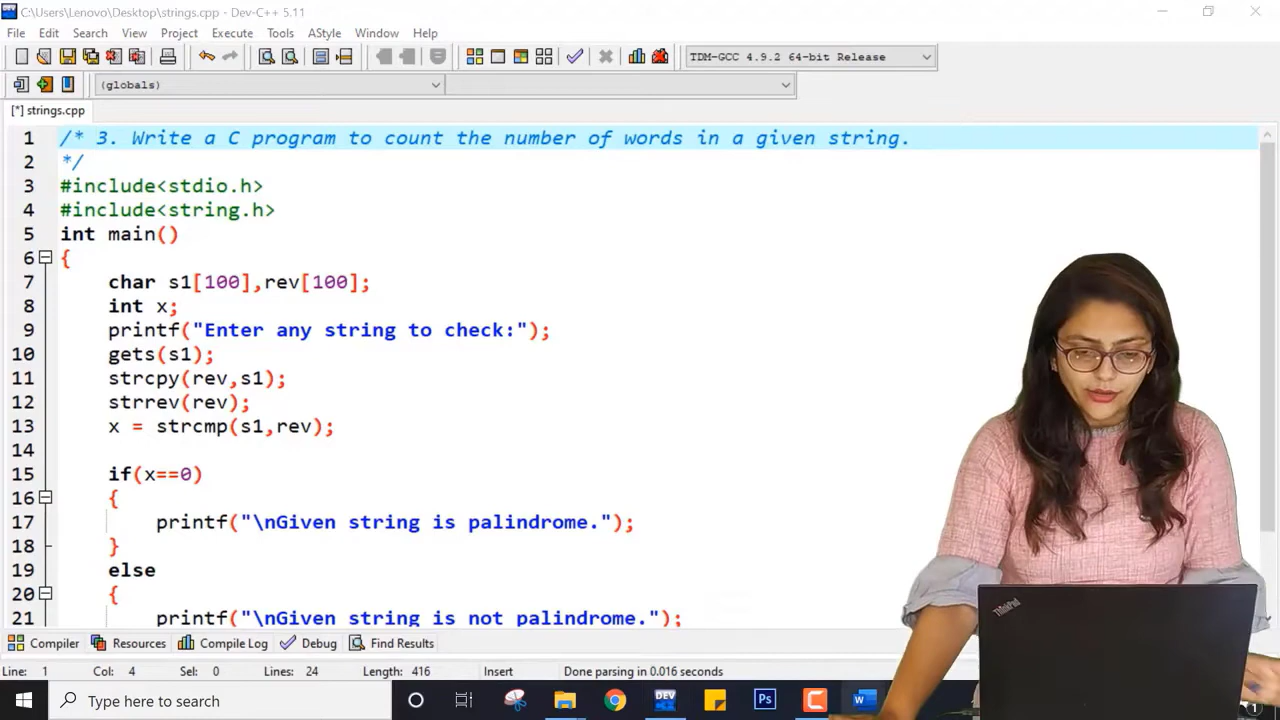 C:\Users\Lenovo\Desktop\strings.cpp - Dev-C++ 5.11
File Edit Search View Project Execute Tools AStyle Window Help
TDM-GCC 4.9.2 64-bit Release
(globals)
[*] strings.cpp
1 /* 3. Write a C program to count the number of words in a given string.
2 */
3 #include<stdio.h>
4 #include<string.h>
5 int main()
6 {
7 char s1[100],rev[100];
8 int x;
9 printf("Enter any string to check:");
10 gets(s1);
11 strcpy(rev,s1);
12 strrev(rev);
13 x = strcmp(s1,rev);
14
15 if(x==0)
16 {
17 printf("\nGiven string is palindrome.");
18 }
19 else
20 {
21 printf("\nGiven string is not palindrome.");
Compiler Resources Compile Log Debug Find Results
Line: 1 Col: 4 Sel: 0 Lines: 24 Length: 416 Insert Done parsing in 0.016 seconds
ThinkPad
Type here to search
DEV
Ps
W
1